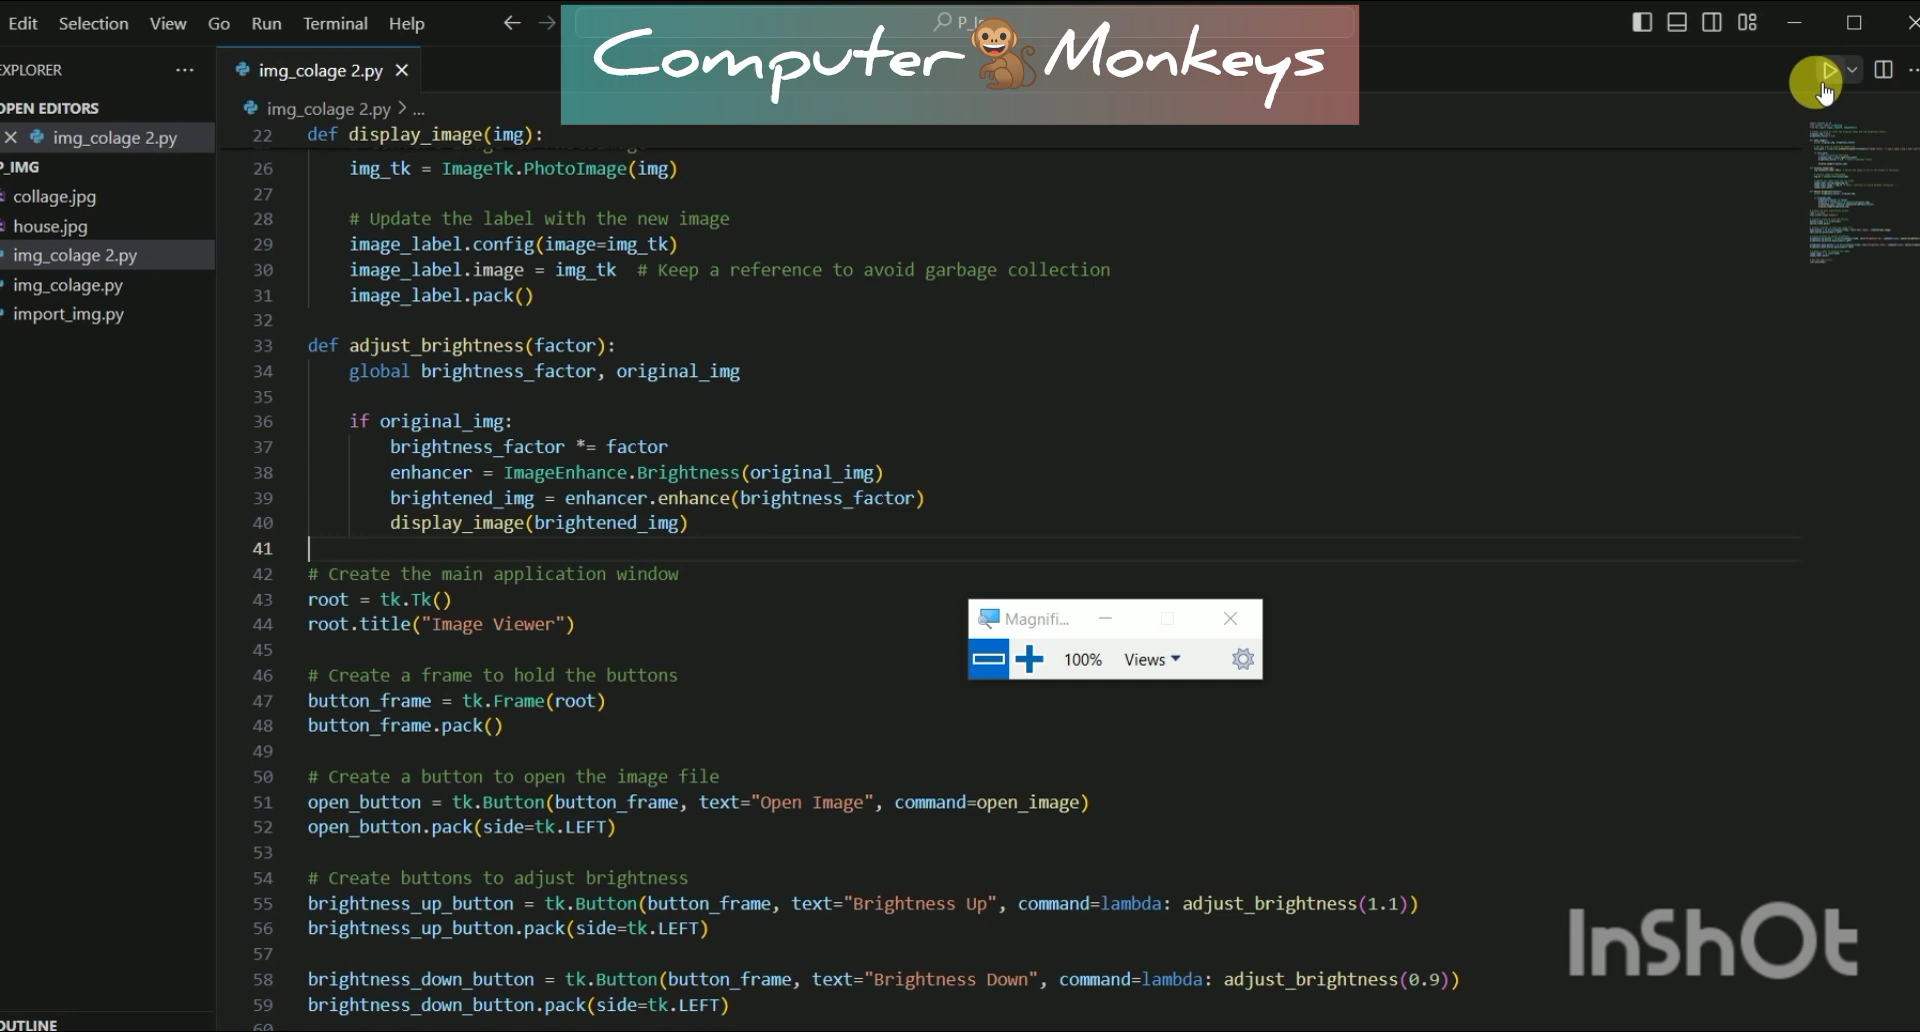 Edit Selection View Go Run Terminal Help
Computer Monkeys
EXPLORER
img_colage 2.py
OPEN EDITORS
img_colage 2.py
P_IMG
collage.jpg
house.jpg
img_colage 2.py
img_colage.py
import_img.py
OUTLINE
img_colage 2.py > ...
22 def display_image(img):
26 img_tk = ImageTk.PhotoImage(img)
27
28 # Update the label with the new image
29 image_label.config(image=img_tk)
30 image_label.image = img_tk # Keep a reference to avoid garbage collection
31 image_label.pack()
32
33 def adjust_brightness(factor):
34 global brightness_factor, original_img
35
36 if original_img:
37 brightness_factor *= factor
38 enhancer = ImageEnhance.Brightness(original_img)
39 brightened_img = enhancer.enhance(brightness_factor)
40 display_image(brightened_img)
41
42 # Create the main application window
43 root = tk.Tk()
44 root.title("Image Viewer")
45
46 # Create a frame to hold the buttons
47 button_frame = tk.Frame(root)
48 button_frame.pack()
49
50 # Create a button to open the image file
51 open_button = tk.Button(button_frame, text="Open Image", command=open_image)
52 open_button.pack(side=tk.LEFT)
53
54 # Create buttons to adjust brightness
55 brightness_up_button = tk.Button(button_frame, text="Brightness Up", command=lambda: adjust_brightness(1.1))
56 brightness_up_button.pack(side=tk.LEFT)
57
58 brightness_down_button = tk.Button(button_frame, text="Brightness Down", command=lambda: adjust_brightness(0.9))
59 brightness_down_button.pack(side=tk.LEFT)
60
Magnifi...
100% Views
InShOt